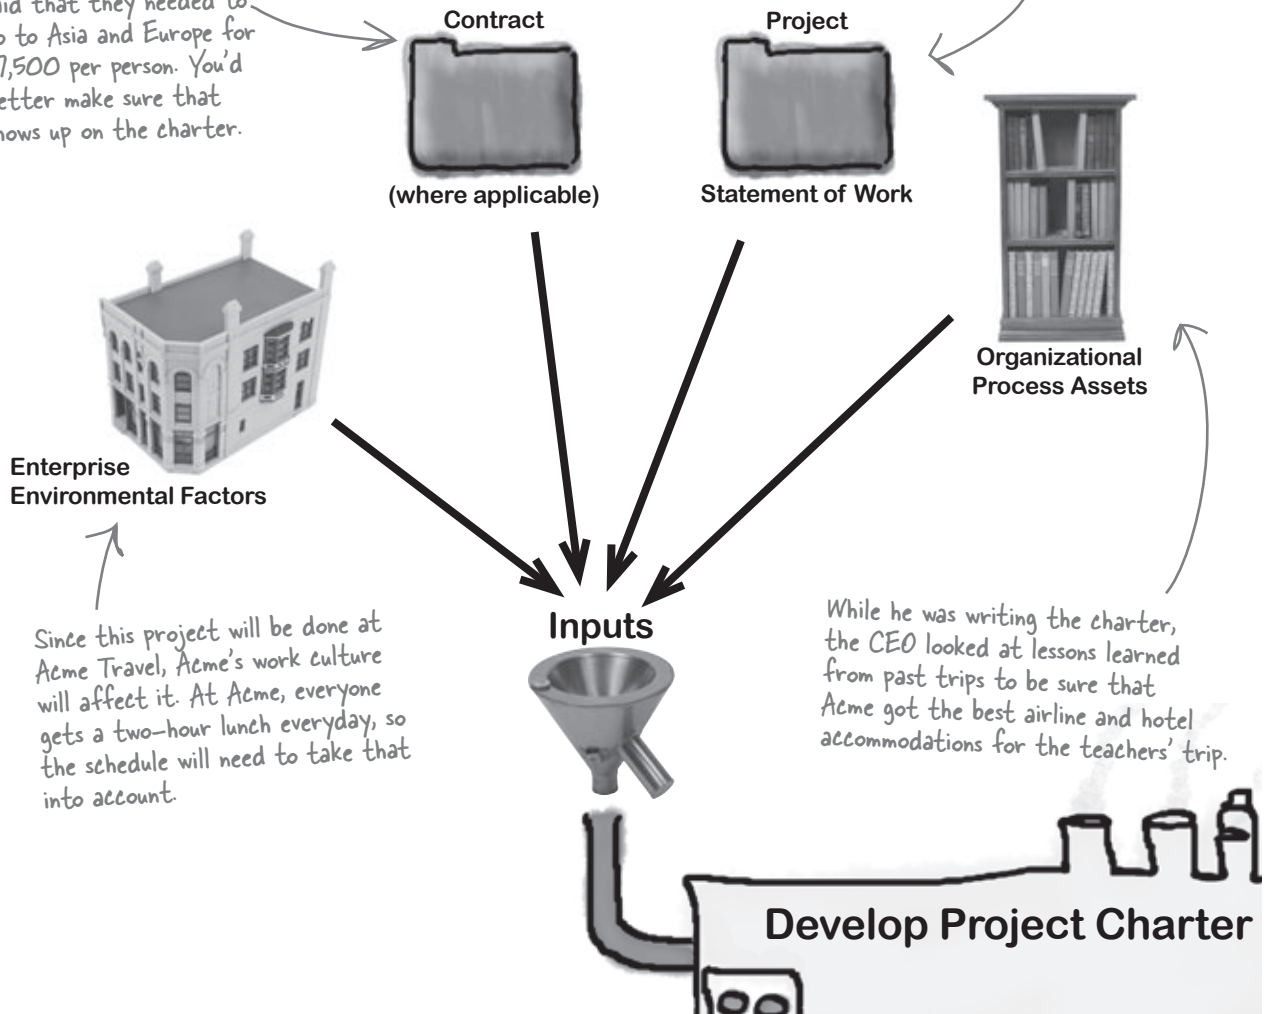 that they needed to
to Asia and Europe for
7,500 per person. You'd
make sure that
up on the charter.
Contract
(where applicable)
Project
Statement of Work
Organizational
Process Assets
Enterprise
Environmental Factors
Since this project will be done at
Acme Travel, Acme's work culture
will affect it. At Acme, everyone
gets a two-hour lunch everyday, so
the schedule will need to take that
into account.
Inputs
While he was writing the charter,
the CEO looked at lessons learned
from past trips to be sure that
Acme got the best airline and hotel
accommodations for the teachers' trip.
Develop Project Charter